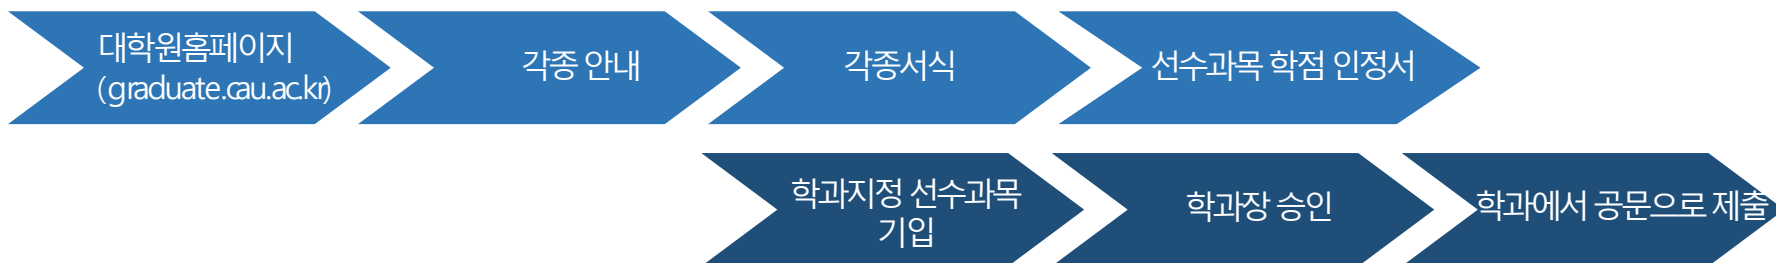 대학원홈페이지
(graduate.cau.ac.kr)
각종 안내
각종서식
선수과목 학점 인정서
학과지정 선수과목
기입
학과장 승인
학과에서 공문으로 제출